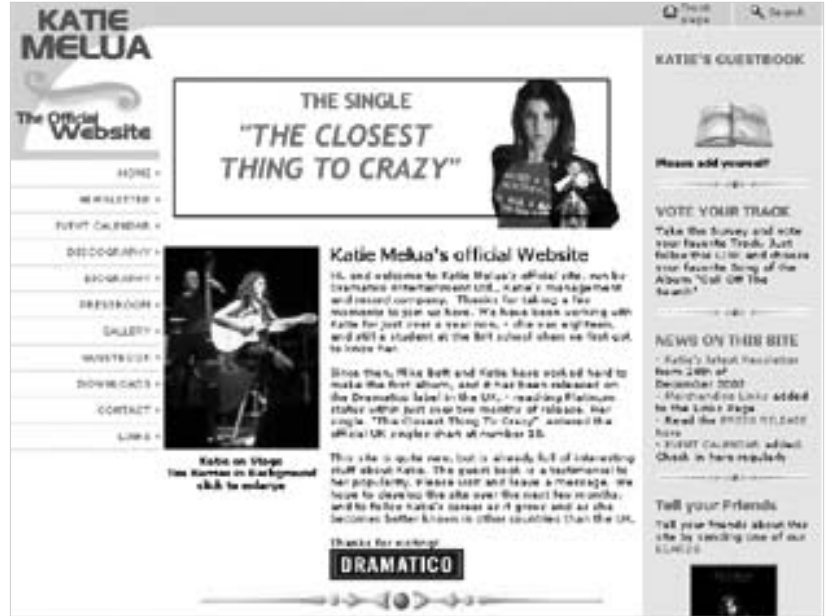 KATIE
MELUA
The Official
Website
HOME
NEWSLETTER
EVENT CALENDAR
DISCOGRAPHY
BIOGRAPHY
PRESSROOM
GALLERY
GUESTBOOK
DOWNLOADS
CONTACT
LINKS
THE SINGLE
"THE CLOSEST
THING TO CRAZY"
Katie on Stage
in Background
click to enlarge
Katie Melua's official Website
Hi, and welcome to Katie Melua's official site, run by
Dramatico Entertainment Ltd., Katie's management
and record company. Thanks for taking a few
moments to join us here. We have been working with
Katie for just over a year now, - she was eighteen,
and still a student at the Brit school when we first got
to know her.
Since then, Mike Batt and Katie have worked hard to
make the first album, and it has been released on
the Dramatico label in the UK, - reaching Platinum
status within just over two months of release. Her
single, "The Closest Thing To Crazy" entered the
official UK singles chart at number
This site is quite new, but is already full of interesting
stuff about Katie. The guest book is a testimonial to
her popularity. Please visit and leave a message. We
hope to develop the site over the next few months,
and to follow Katie's career as it grows and as she
becomes better known in other countries than the UK.
Thanks for visiting!
DRAMATICO
page
Search
KATIE'S GUESTBOOK
Please add yourself!
VOTE YOUR TRACK
Take the Survey and vote
your favorite Track. Just
follow this LINK and choose
your favorite Song of the
Album "Call Off The
Search"
NEWS ON THIS SITE
- Katie's latest Newsletter
from
December
- Merchandise Links added
to the Links Page
- Read the PRESS RELEASE
here
- EVENT CALENDAR added.
Check in here regularly
Tell your Friends
Tell your friends about this
site by sending one of our